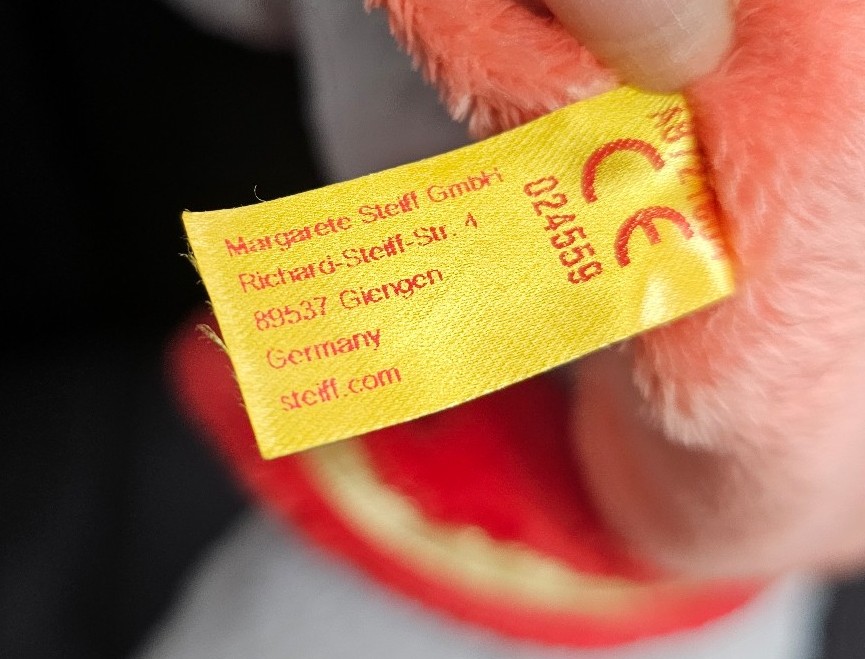 Margarete Steiff GmbH
Richard-Steiff-Str. 4
89537 Giengen
Germany
steiff.com
024559
CE